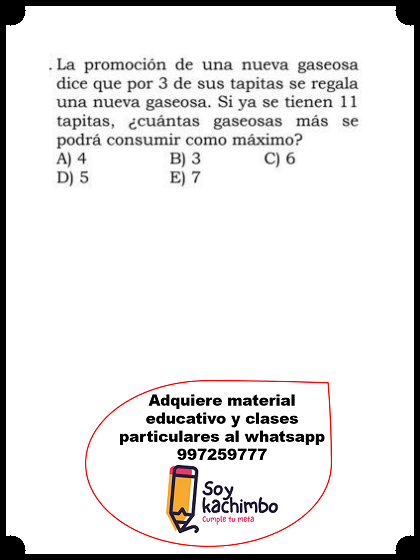 . La promoción de una nueva gaseosa
dice que por 3 de sus tapitas se regala
una nueva gaseosa. Si ya se tienen 11
tapitas, ¿cuántas gaseosas más se
podrá consumir como máximo?
A) 4 B) 3 C) 6
D) 5 E) 7
Adquiere material
educativo y clases
particulares al whatsapp
997259777
Soy
kachimbo
Cumple tu meta